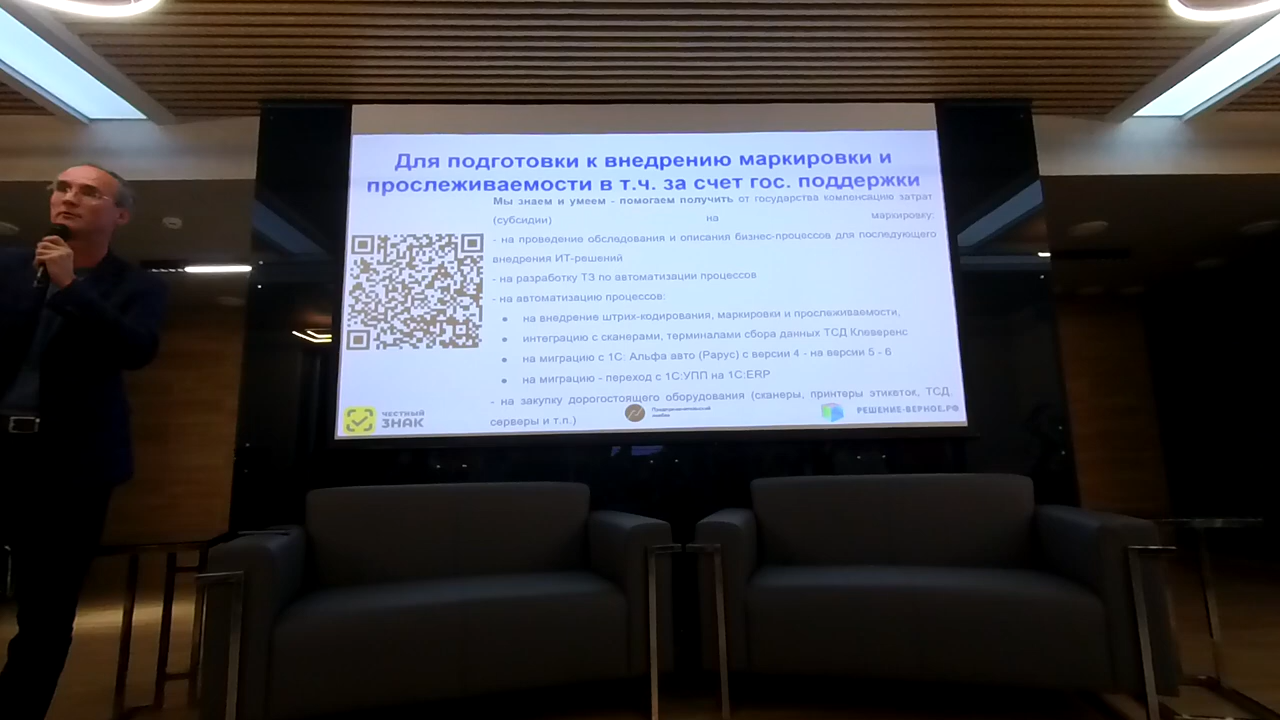 Для подготовки к внедрению маркировки и
прослеживаемости в т.ч. за счет гос. поддержки
Мы знаем и умеем - помогаем получить от государства компенсацию затрат
(субсидии) на маркировку:
- на проведение обследования и описания бизнес-процессов для последующего
внедрения ИТ-решений
- на разработку ТЗ по автоматизации процессов
- на автоматизацию процессов:
• на внедрение штрих-кодирования, маркировки и прослеживаемости,
• интеграцию с сканерами, терминалами сбора данных ТСД Клеверенс
• на миграцию с 1С: Альфа авто (Рарус) с версии 4 - на версии 5 - 6
• на миграцию - переход с 1С:УПП на 1С:ERP
- на закупку дорогостоящего оборудования (сканеры, принтеры этикеток, ТСД,
серверы и т.п.)
ЧЕСТНЫЙ
ЗНАК
РЕШЕНИЕ-ВЕРНОЕ.РФ